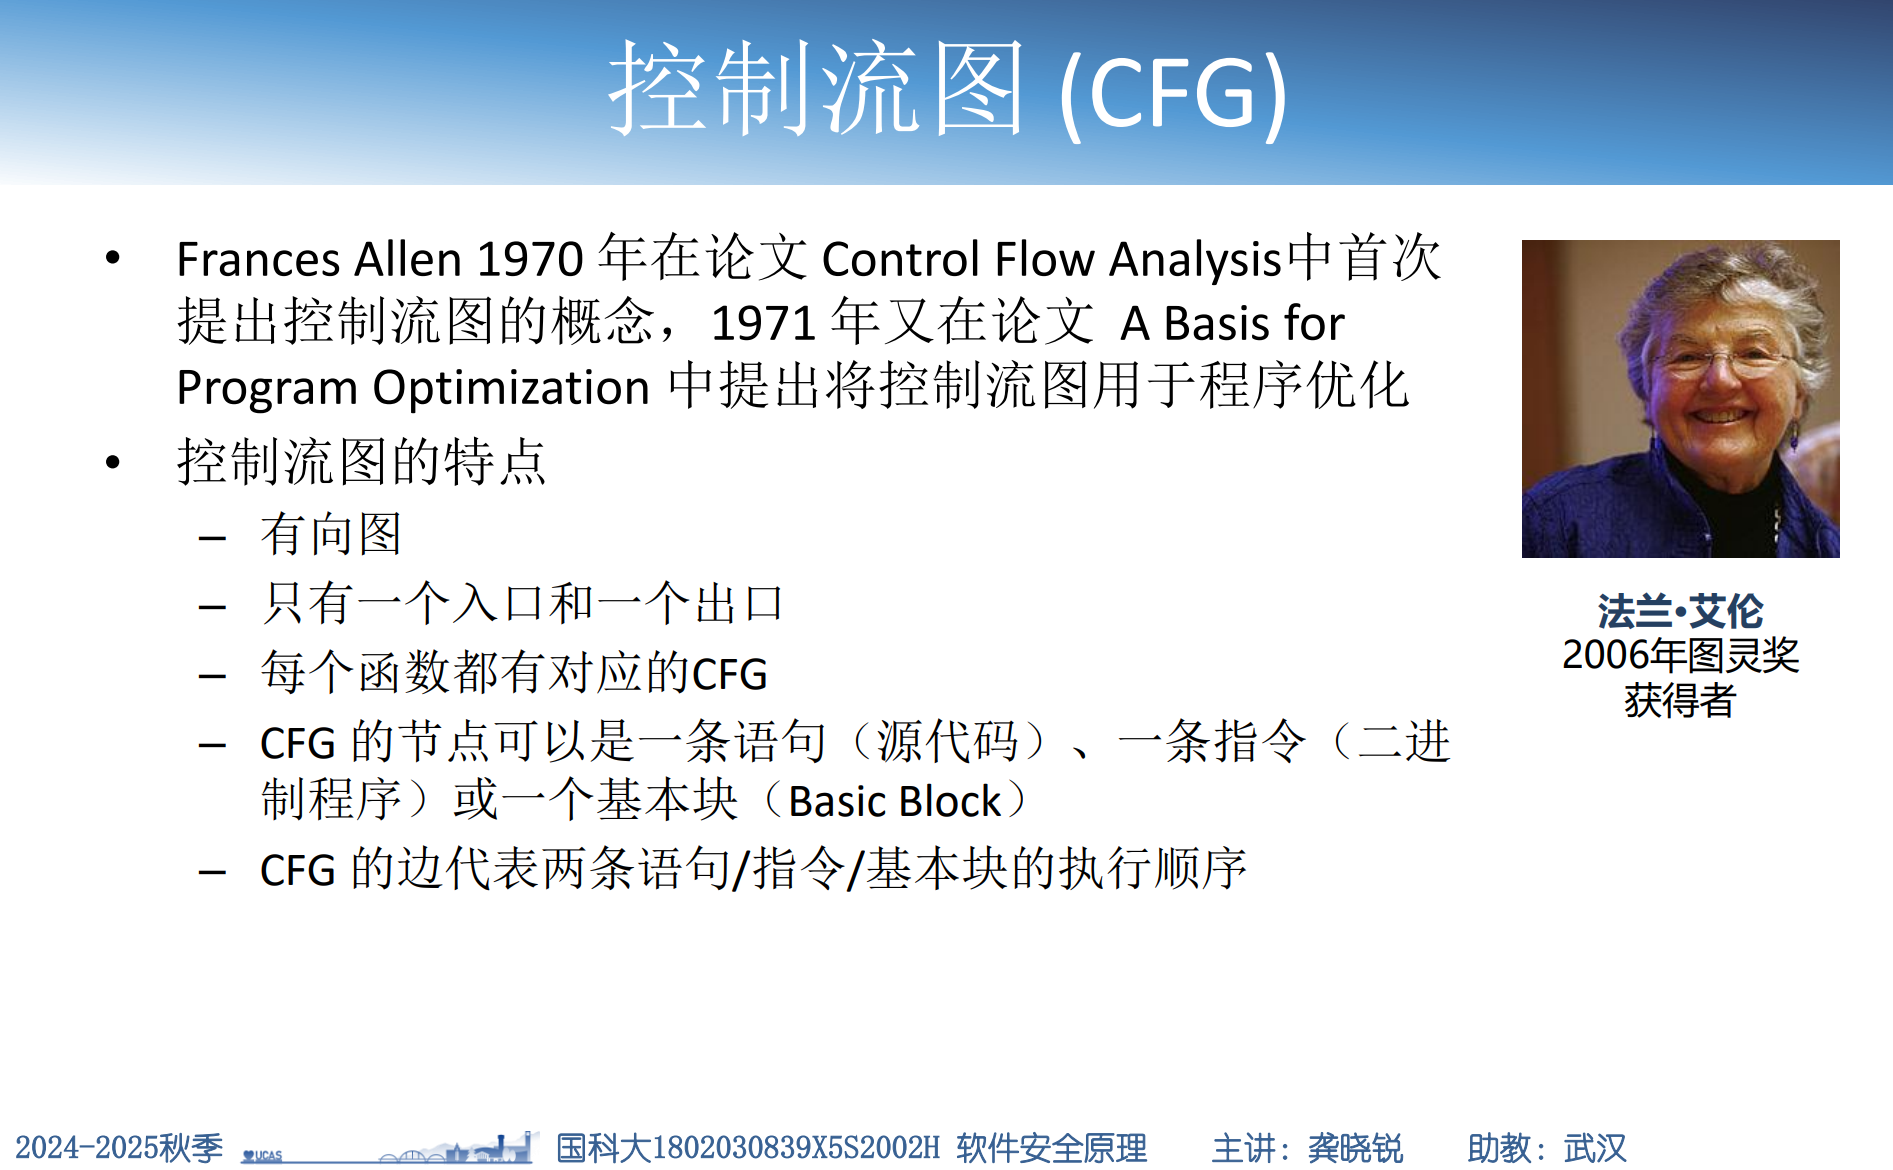 控制流图 (CFG)
• Frances Allen 1970 年在论文 Control Flow Analysis中首次
提出控制流图的概念，1971 年又在论文 A Basis for
Program Optimization 中提出将控制流图用于程序优化
• 控制流图的特点
– 有向图
– 只有一个入口和一个出口
– 每个函数都有对应的CFG
– CFG 的节点可以是一条语句（源代码）、一条指令（二进
制程序）或一个基本块（Basic Block）
– CFG 的边代表两条语句/指令/基本块的执行顺序
法兰•艾伦
2006年图灵奖
获得者
2024-2025秋季 UCAS 国科大1802030839X5S2002H 软件安全原理 主讲：龚晓锐 助教：武汉